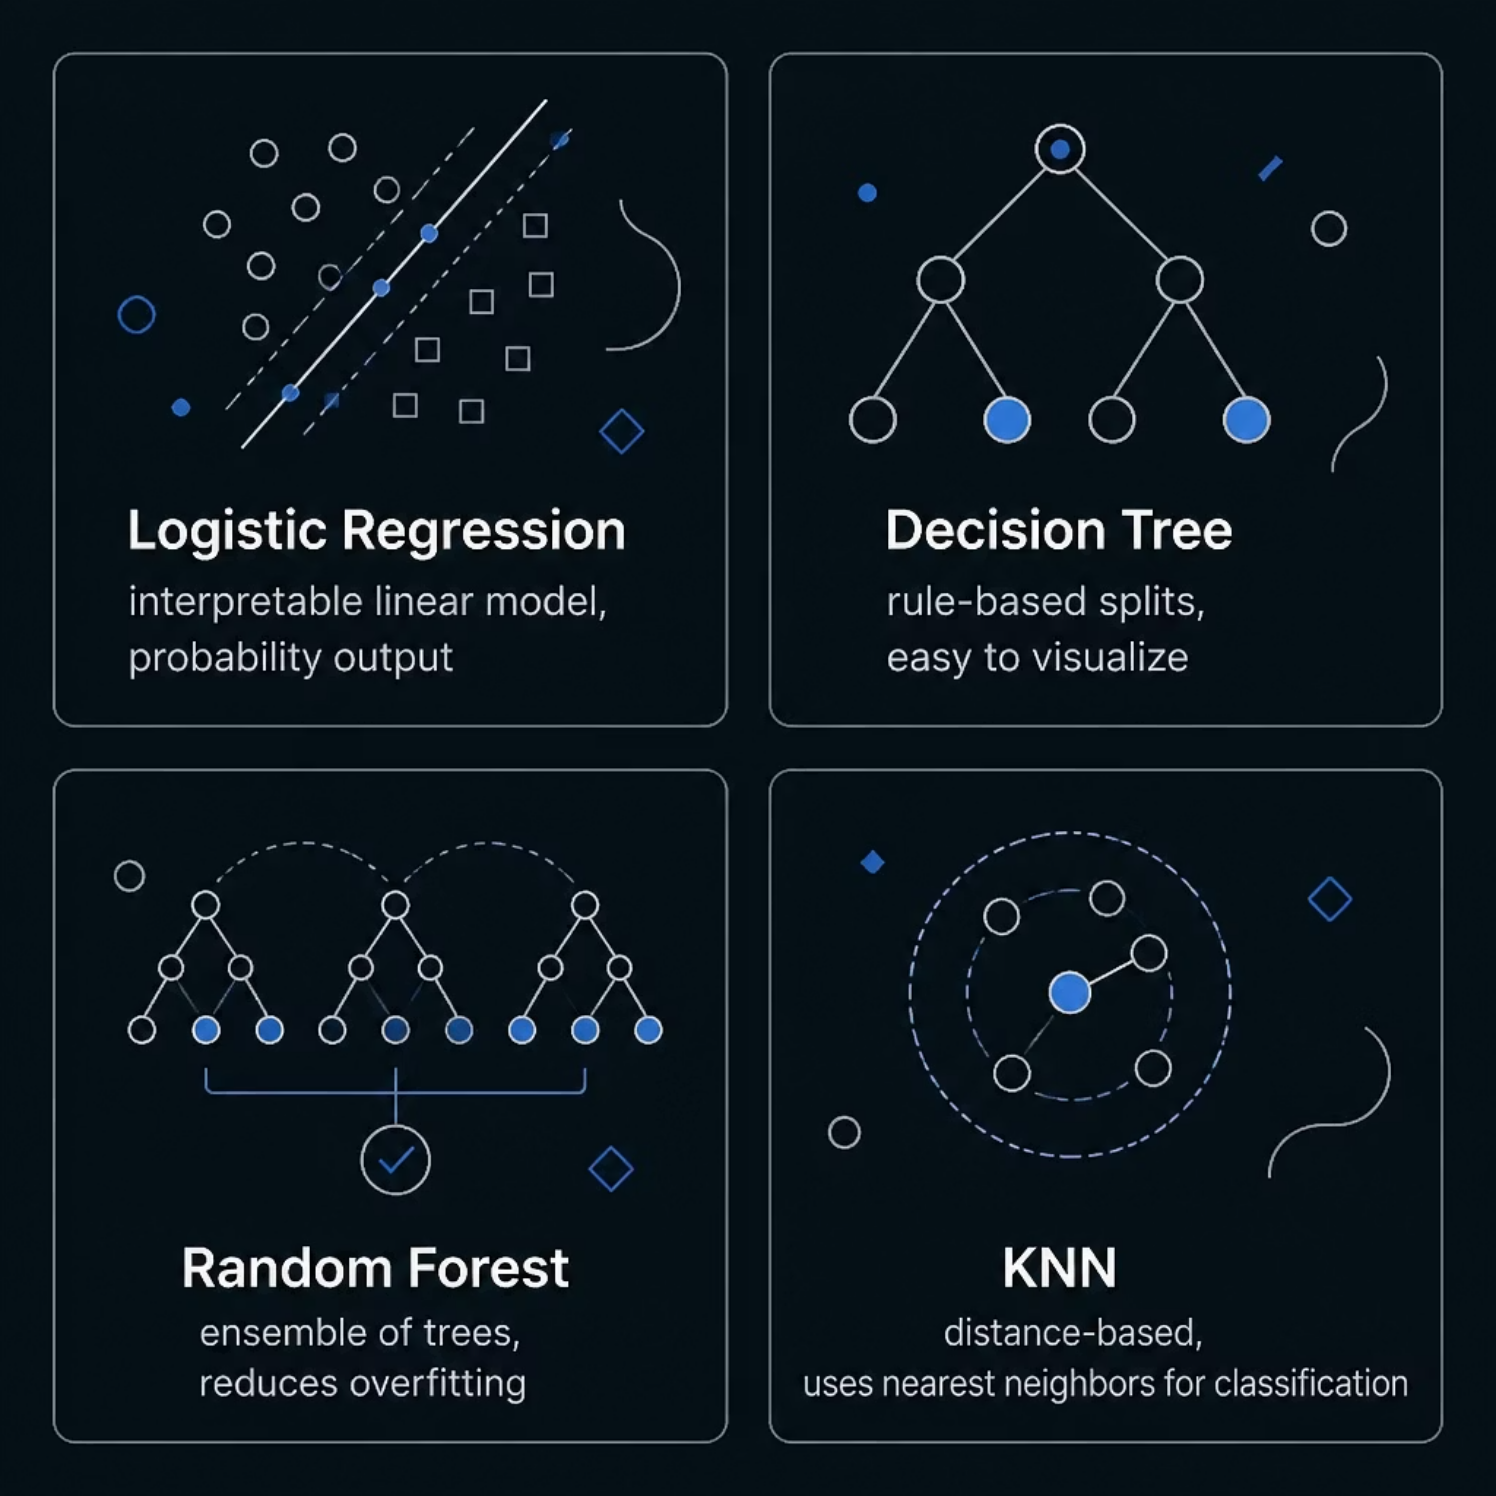 Logistic Regression
interpretable linear model,
probability output
Decision Tree
rule-based splits,
easy to visualize
Random Forest
ensemble of trees,
reduces overfitting
KNN
distance-based,
uses nearest neighbors for classification